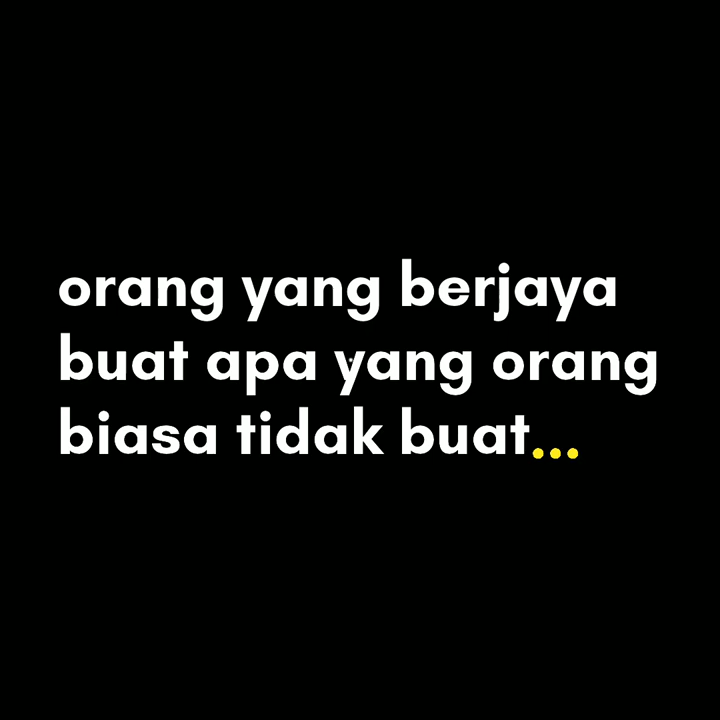 orang yang berjaya
buat apa yang orang
biasa tidak buat...